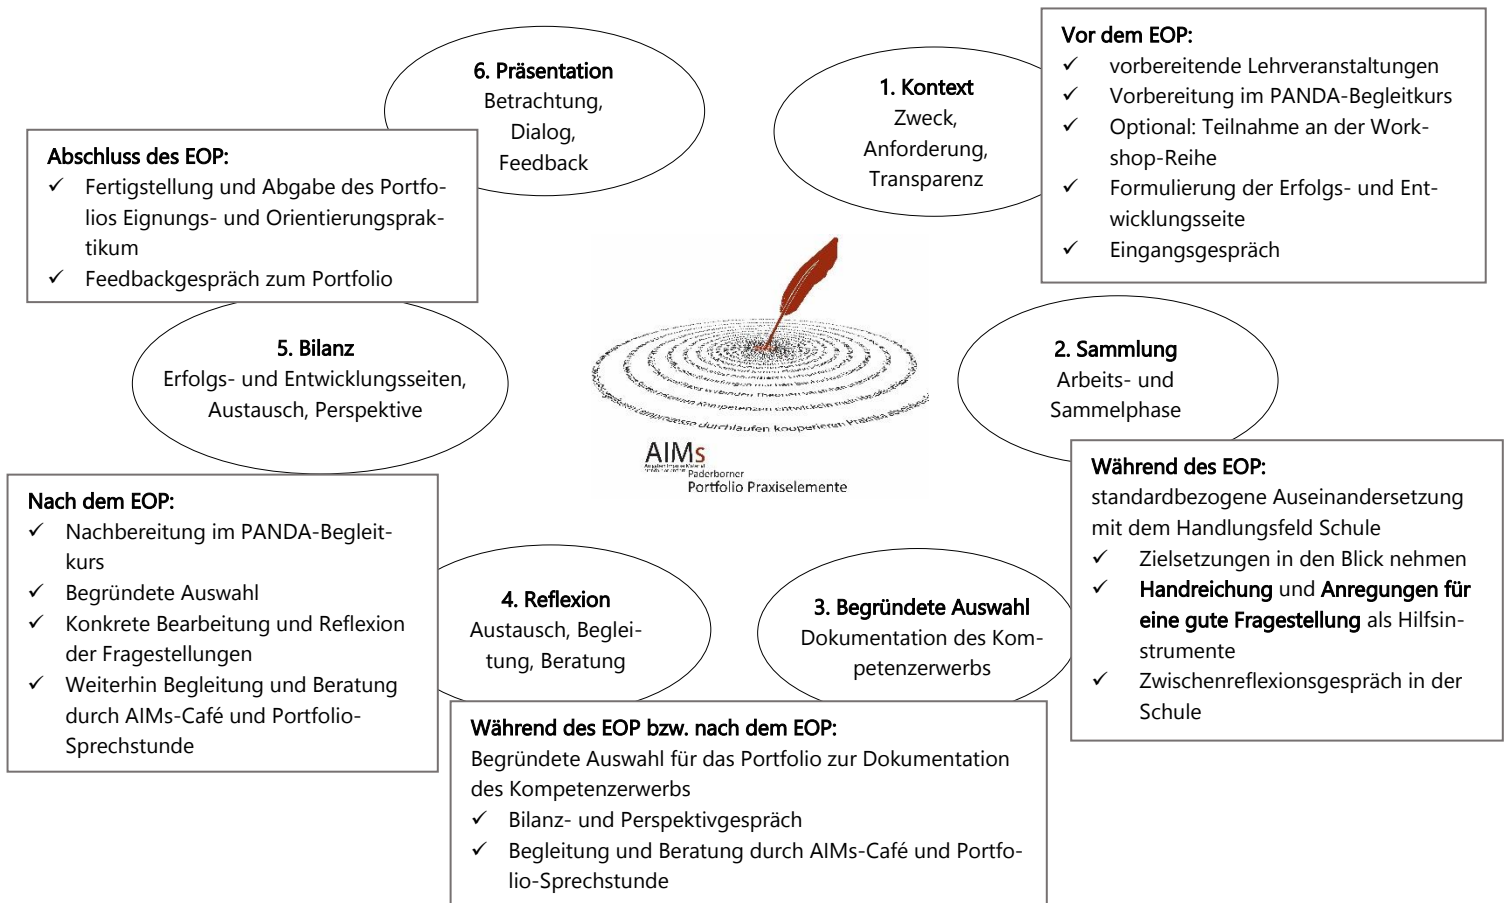 6. Präsentation
Betrachtung,
Dialog,
Feedback
1. Kontext
Zweck,
Anforderung,
Transparenz
Vor dem EOP:
✓ vorbereitende Lehrveranstaltungen
✓ Vorbereitung im PANDA-Begleitkurs
✓ Optional: Teilnahme an der Work-
shop-Reihe
✓ Formulierung der Erfolgs- und Ent-
wicklungsseite
✓ Eingangsgespräch
Abschluss des EOP:
✓ Fertigstellung und Abgabe des Portfo-
lios Eignungs- und Orientierungsprak-
tikum
✓ Feedbackgespräch zum Portfolio
5. Bilanz
Erfolgs- und Entwicklungsseiten,
Austausch, Perspektive
AIMs
Paderborner
Portfolio Praxiselemente
2. Sammlung
Arbeits- und
Sammelphase
Während des EOP:
standardbezogene Auseinandersetzung
mit dem Handlungsfeld Schule
✓ Zielsetzungen in den Blick nehmen
✓ Handreichung und Anregungen für
eine gute Fragestellung als Hilfsin-
strumente
✓ Zwischenreflexionsgespräch in der
Schule
Nach dem EOP:
✓ Nachbereitung im PANDA-Begleit-
kurs
✓ Begründete Auswahl
✓ Konkrete Bearbeitung und Reflexion
der Fragestellungen
✓ Weiterhin Begleitung und Beratung
durch AIMs-Café und Portfolio-
Sprechstunde
4. Reflexion
Austausch, Beglei-
tung, Beratung
3. Begründete Auswahl
Dokumentation des Kom-
petenzerwerbs
Während des EOP bzw. nach dem EOP:
Begründete Auswahl für das Portfolio zur Dokumentation
des Kompetenzerwerbs
✓ Bilanz- und Perspektivgespräch
✓ Begleitung und Beratung durch AIMs-Café und Portfo-
lio-Sprechstunde